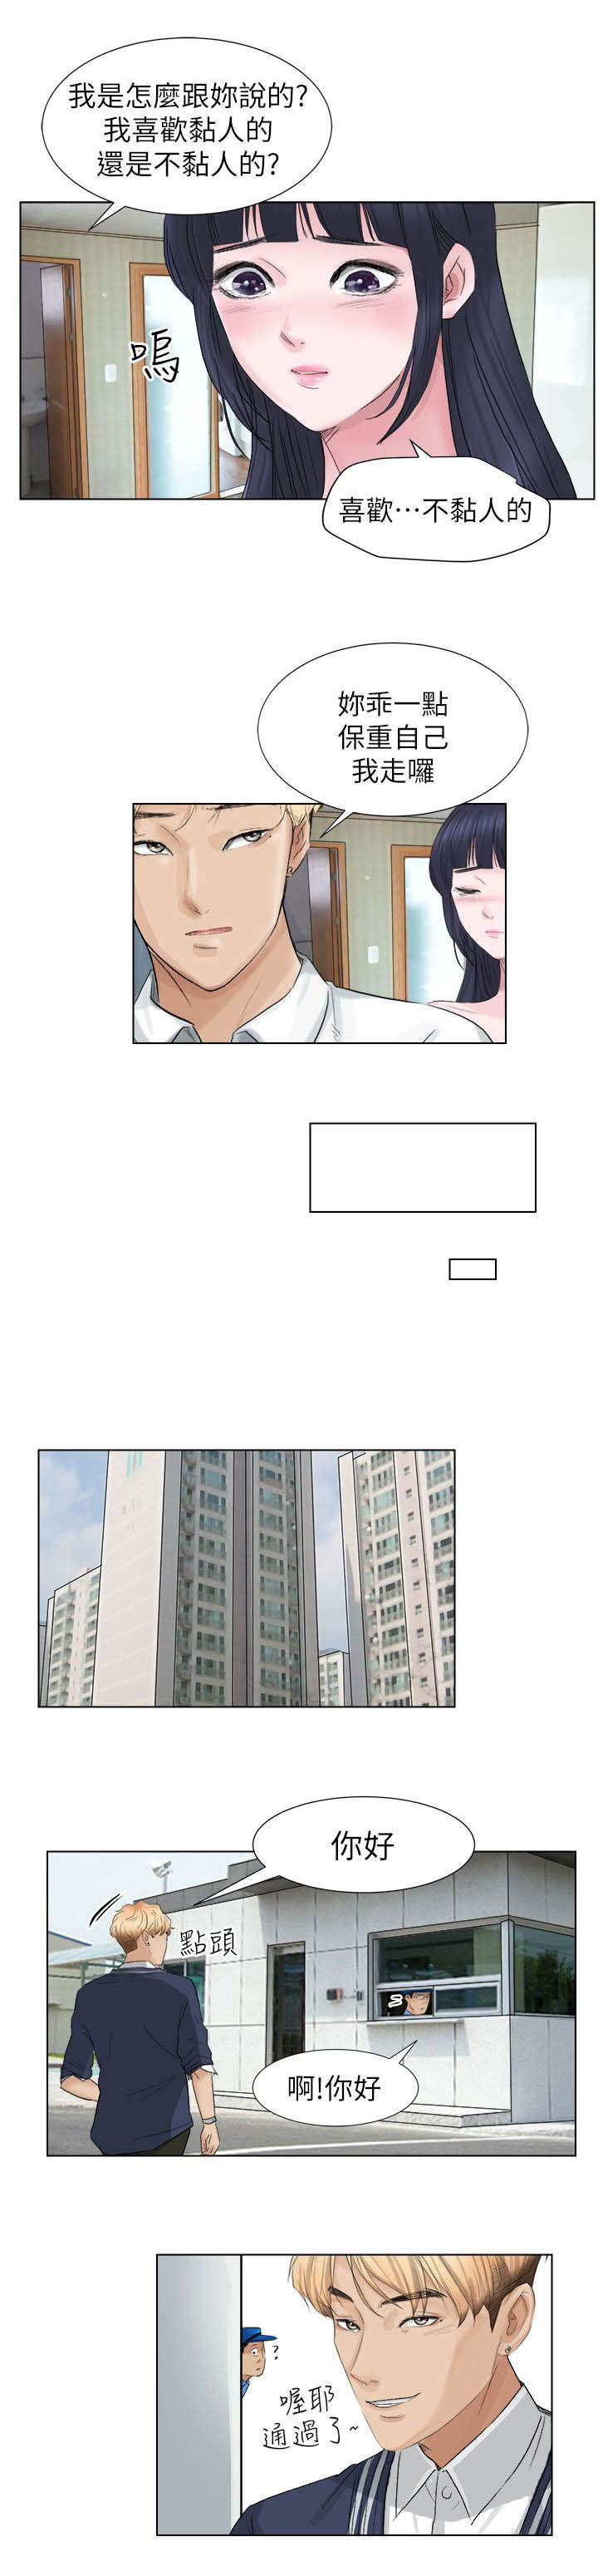 我是怎麼跟妳說的?
我喜歡黏人的
還是不黏人的?
嗚
喜歡⋯不黏人的
妳乖一點
保重自己
我走囉
你好
點頭
啊!你好
?
喔耶
通過了~